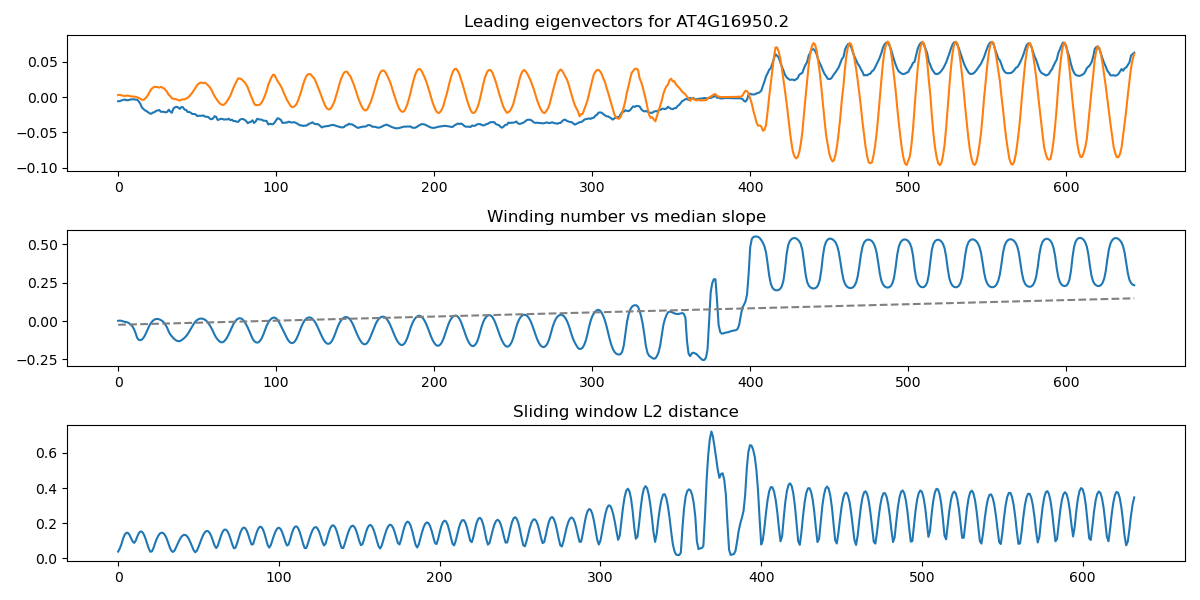 Leading eigenvectors for AT4G16950.2
0.05
0.00
−0.05
−0.10
0 100 200 300 400 500 600
Winding number vs median slope
0.50
0.25
0.00
−0.25
0 100 200 300 400 500 600
Sliding window L2 distance
0.6
0.4
0.2
0.0
0 100 200 300 400 500 600